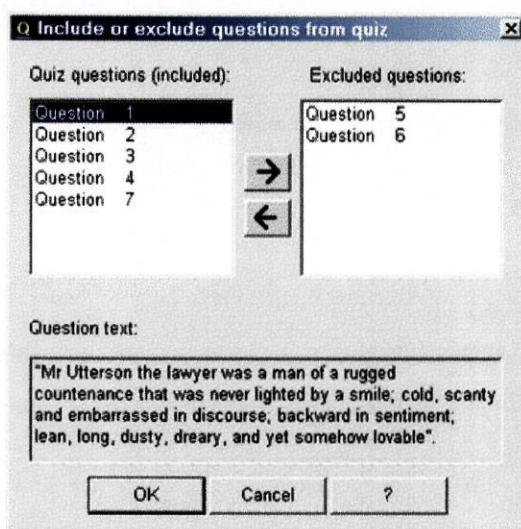 Q Include or exclude questions from quiz
Quiz questions (included):
Question 1
Question 2
Question 3
Question 4
Question 7
Excluded questions:
Question 5
Question 6
Question text:
"Mr Utterson the lawyer was a man of a rugged
countenance that was never lighted by a smile; cold, scanty
and embarrassed in discourse; backward in sentiment;
lean, long, dusty, dreary, and yet somehow lovable".
OK
Cancel
?